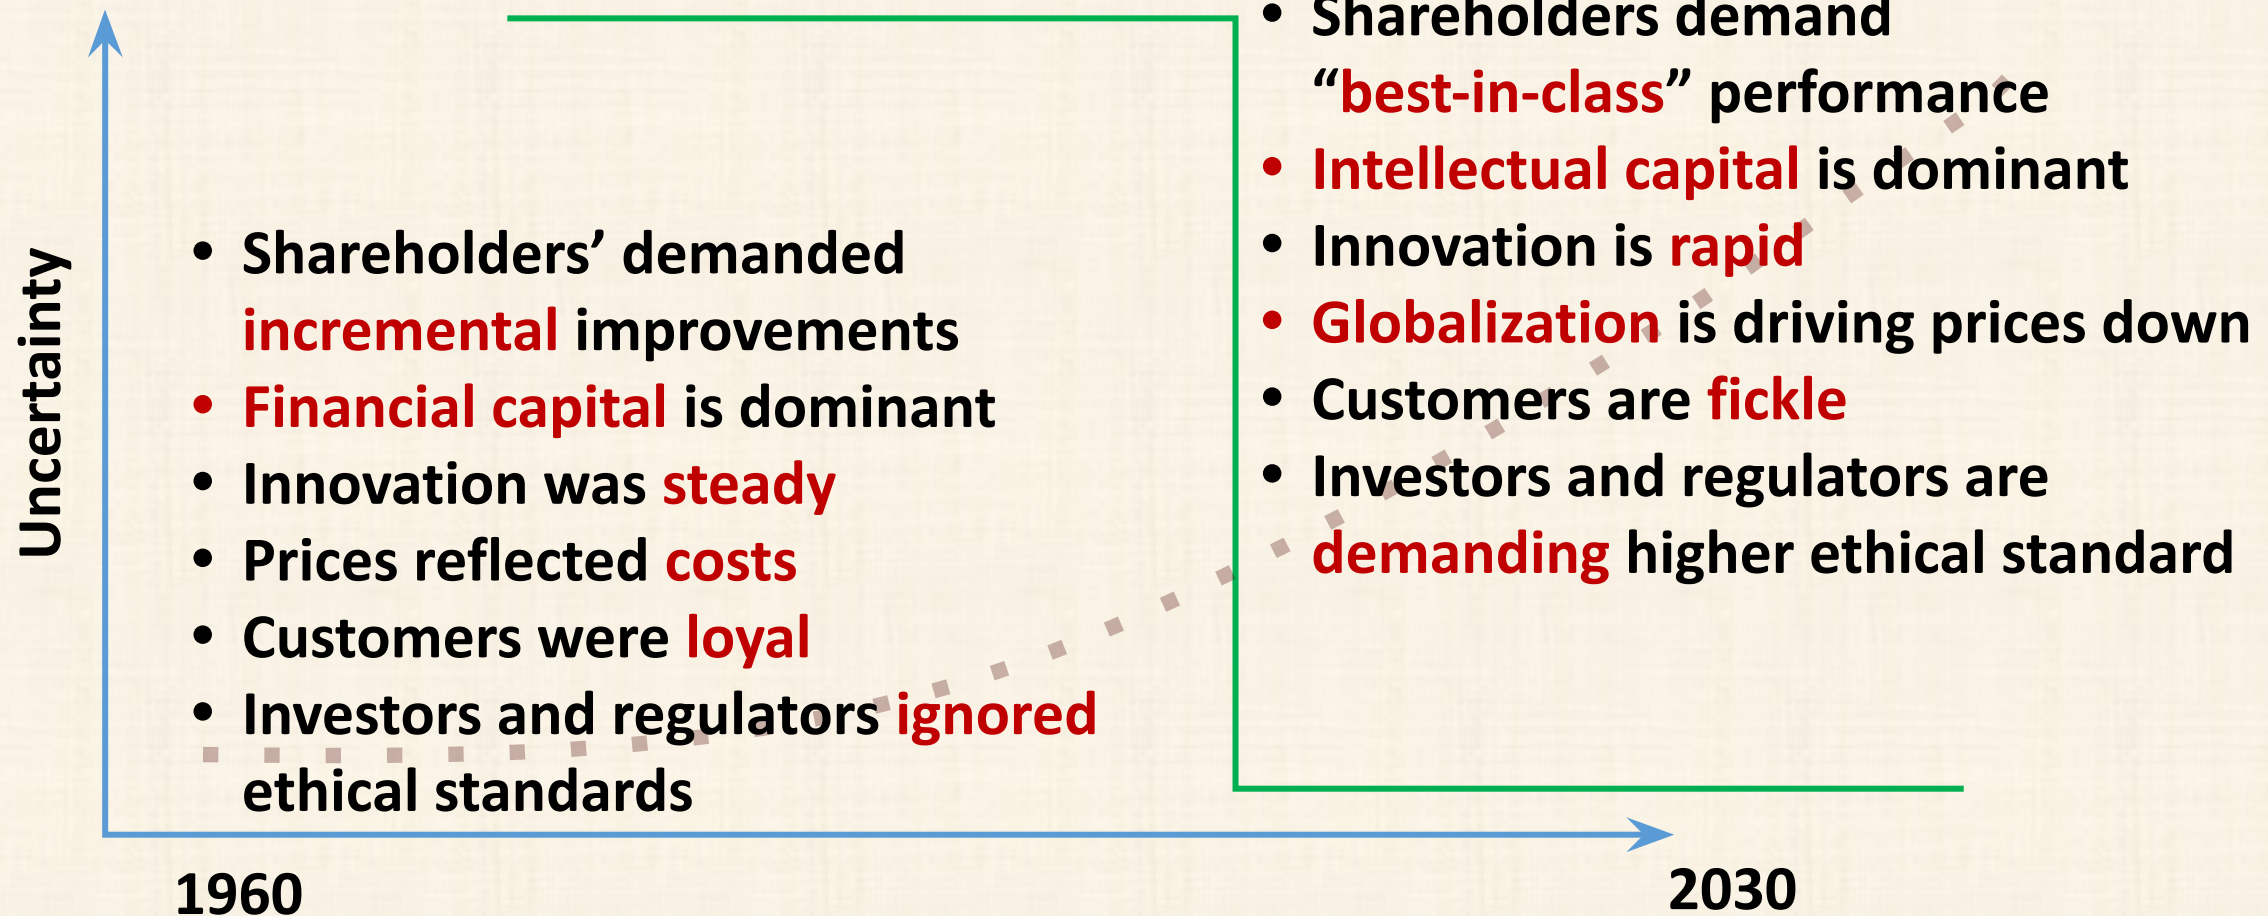 Uncertainty
• Shareholders’ demanded
incremental improvements
• Financial capital is dominant
• Innovation was steady
• Prices reflected costs
• Customers were loyal
• Investors and regulators ignored
ethical standards
• Shareholders demand
“best-in-class” performance
• Intellectual capital is dominant
• Innovation is rapid
• Globalization is driving prices down
• Customers are fickle
• Investors and regulators are
demanding higher ethical standard
1960
2030